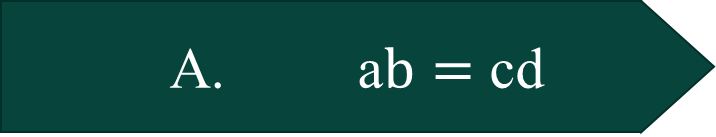 A. ab = cd